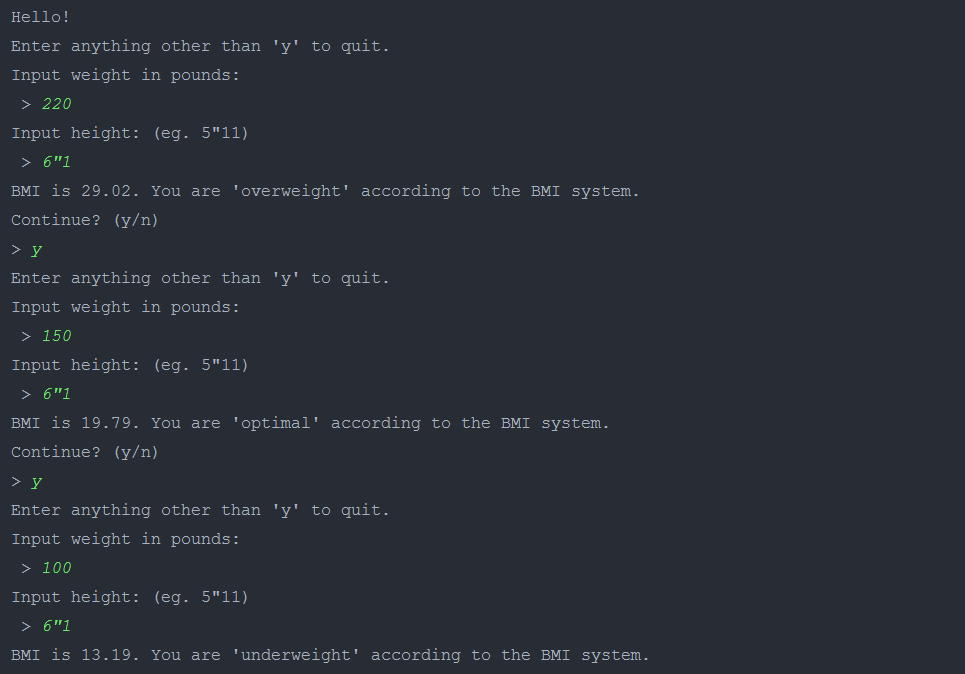 Hello!
Enter anything other than 'y' to quit.
Input weight in pounds:
> 220
Input height: (eg. 5"11)
> 6"1
BMI is 29.02. You are 'overweight' according to the BMI system.
Continue? (y/n)
> y
Enter anything other than 'y' to quit.
Input weight in pounds:
> 150
Input height: (eg. 5"11)
> 6"1
BMI is 19.79. You are 'optimal' according to the BMI system.
Continue? (y/n)
> y
Enter anything other than 'y' to quit.
Input weight in pounds:
> 100
Input height: (eg. 5"11)
> 6"1
BMI is 13.19. You are 'underweight' according to the BMI system.